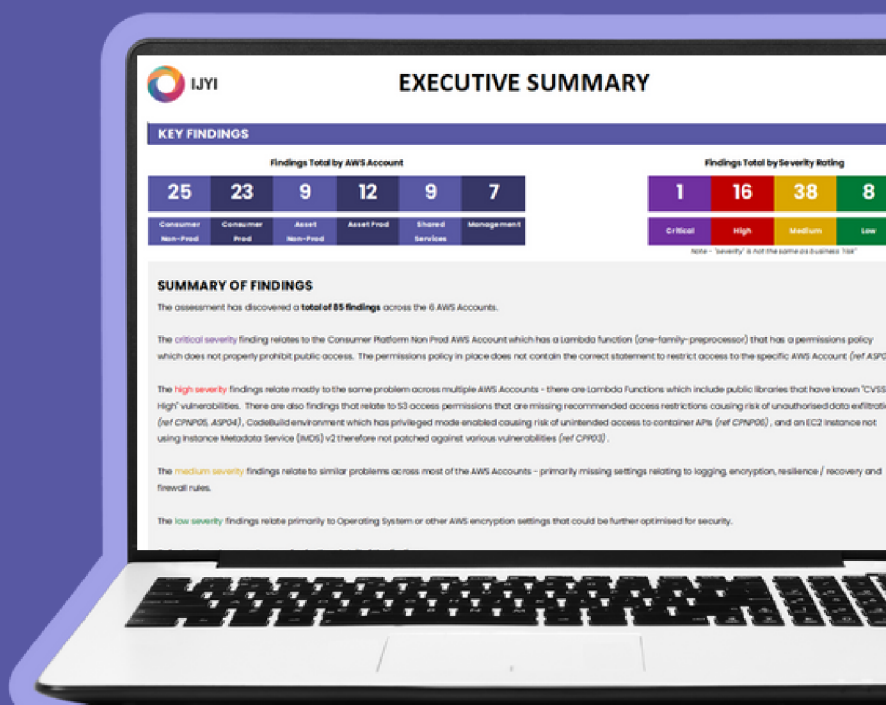 IJYI
EXECUTIVE SUMMARY
KEY FINDINGS
Findings Total by AWS Account
25 23 9 12 9 7
Consumer Non-Prod Consumer Prod Asset Non-Prod Asset Prod Shared Services Management
Findings Total by Severity Rating
1 16 38 8
Critical High Medium Low
Note - "severity" is not the same as business "risk"
SUMMARY OF FINDINGS
The assessment has discovered a total of 85 findings across the 6 AWS Accounts.
The critical severity finding relates to the Consumer Platform Non Prod AWS Account which has a Lambda function (one-family-preprocessor) that has a permissions policy
which does not properly prohibit public access. The permissions policy in place does not contain the correct statement to restrict access to the specific AWS Account (ref ASP0
The high severity findings relate mostly to the same problem across multiple AWS Accounts - there are Lambda Functions which include public libraries that have known "CVSS
High" vulnerabilities. There are also findings that relate to S3 access permissions that are missing recommended access restrictions causing risk of unauthorised data exfiltrati
(ref CPNP05, ASP04), CodeBuild environment which has privileged mode enabled causing risk of unintended access to container APIs (ref CPNP06), and an EC2 Instance not
using Instance Metadata Service (IMDS) v2 therefore not patched against various vulnerabilities (ref CPP03).
The medium severity findings relate to similar problems across most of the AWS Accounts - primarily missing settings relating to logging, encryption, resilience / recovery and
firewall rules.
The low severity findings relate primarily to Operating System or other AWS encryption settings that could be further optimised for security.